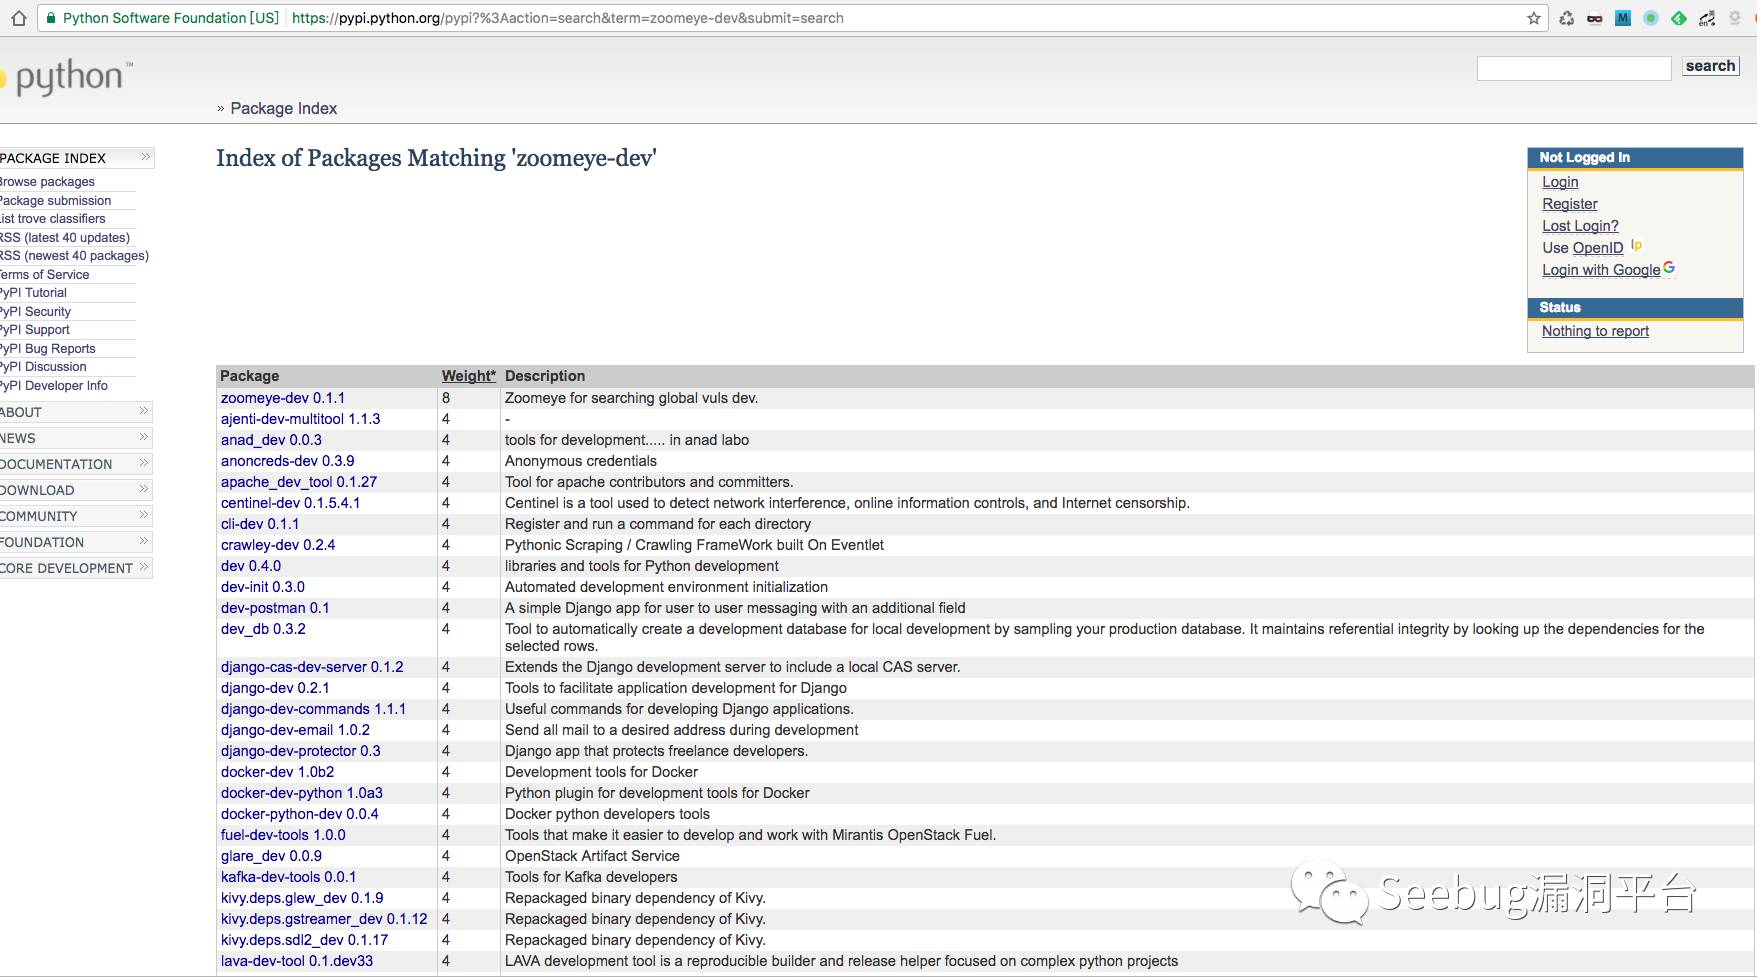 Python Software Foundation [US] https://pypi.python.org/pypi?%3Aaction=search&term=zoomeye-dev&submit=search
M
en
python™
search
» Package Index
PACKAGE INDEX »
Browse packages
Package submission
List trove classifiers
RSS (latest 40 updates)
RSS (newest 40 packages)
Terms of Service
PyPI Tutorial
PyPI Security
PyPI Support
PyPI Bug Reports
PyPI Discussion
PyPI Developer Info
ABOUT »
NEWS »
DOCUMENTATION »
DOWNLOAD »
COMMUNITY »
FOUNDATION »
CORE DEVELOPMENT »
Index of Packages Matching 'zoomeye-dev'
Not Logged In
Login
Register
Lost Login?
Use OpenID lp
Login with Google G
Status
Nothing to report
Package Weight* Description
zoomeye-dev 0.1.1 8 Zoomeye for searching global vuls dev.
ajenti-dev-multitool 1.1.3 4 -
anad_dev 0.0.3 4 tools for development..... in anad labo
anoncreds-dev 0.3.9 4 Anonymous credentials
apache_dev_tool 0.1.27 4 Tool for apache contributors and committers.
centinel-dev 0.1.5.4.1 4 Centinel is a tool used to detect network interference, online information controls, and Internet censorship.
cli-dev 0.1.1 4 Register and run a command for each directory
crawley-dev 0.2.4 4 Pythonic Scraping / Crawling FrameWork built On Eventlet
dev 0.4.0 4 libraries and tools for Python development
dev-init 0.3.0 4 Automated development environment initialization
dev-postman 0.1 4 A simple Django app for user to user messaging with an additional field
dev_db 0.3.2 4 Tool to automatically create a development database for local development by sampling your production database. It maintains referential integrity by looking up the dependencies for the
selected rows.
django-cas-dev-server 0.1.2 4 Extends the Django development server to include a local CAS server.
django-dev 0.2.1 4 Tools to facilitate application development for Django
django-dev-commands 1.1.1 4 Useful commands for developing Django applications.
django-dev-email 1.0.2 4 Send all mail to a desired address during development
django-dev-protector 0.3 4 Django app that protects freelance developers.
docker-dev 1.0b2 4 Development tools for Docker
docker-dev-python 1.0a3 4 Python plugin for development tools for Docker
docker-python-dev 0.0.4 4 Docker python developers tools
fuel-dev-tools 1.0.0 4 Tools that make it easier to develop and work with Mirantis OpenStack Fuel.
glare_dev 0.0.9 4 OpenStack Artifact Service
kafka-dev-tools 0.0.1 4 Tools for Kafka developers
kivy.deps.glew_dev 0.1.9 4 Repackaged binary dependency of Kivy.
kivy.deps.gstreamer_dev 0.1.12 4 Repackaged binary dependency of Kivy.
kivy.deps.sdl2_dev 0.1.17 4 Repackaged binary dependency of Kivy.
lava-dev-tool 0.1.dev33 4 LAVA development tool is a reproducible builder and release helper focused on complex python projects
Seebug漏洞平台